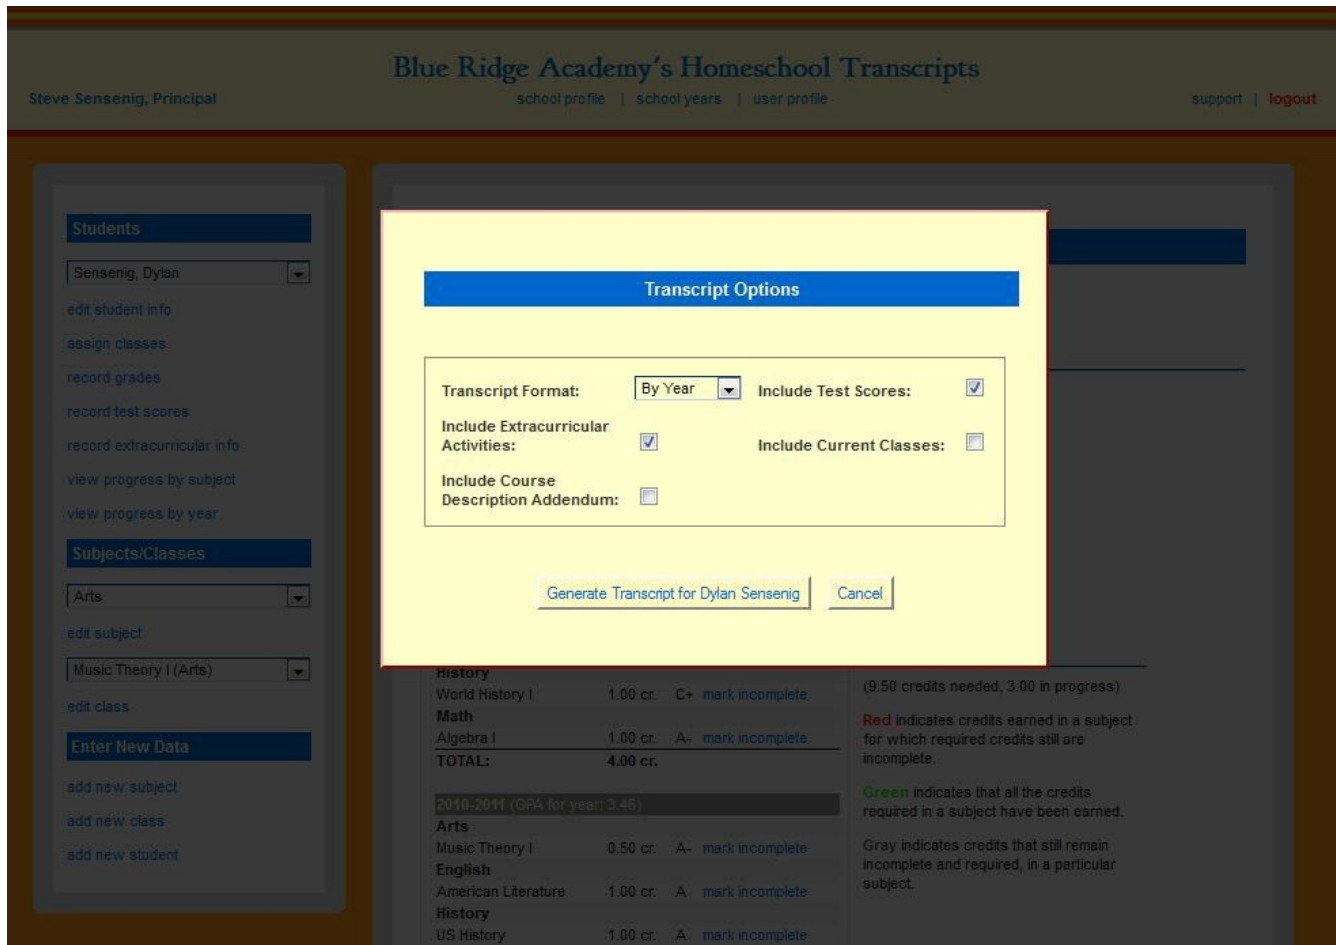 Blue Ridge Academy's Homeschool Transcripts
Steve Sensenig, Principal
school profile | school years | user profile
support | logout
Students
Sensenig, Dylan
edit student info
assign classes
record grades
record test scores
record extracurricular info
view progress by subject
view progress by year
Subjects/Classes
Arts
edit subject
Music Theory I (Arts)
edit class
Enter New Data
add new subject
add new class
add new student
Transcript Options
Transcript Format: By Year Include Test Scores:
Include Extracurricular
Activities: Include Current Classes:
Include Course
Description Addendum:
Generate Transcript for Dylan Sensenig Cancel
History
World History I 1.00 cr. C+ mark incomplete
Math
Algebra I 1.00 cr. A- mark incomplete
TOTAL: 4.00 cr.
2010-2011 (GPA for year: 3.46)
Arts
Music Theory I 0.50 cr. A- mark incomplete
English
American Literature 1.00 cr. A mark incomplete
History
US History 1.00 cr. A mark incomplete
(9.50 credits needed, 3.00 in progress)
Red indicates credits earned in a subject
for which required credits still are
incomplete.
Green indicates that all the credits
required in a subject have been earned.
Gray indicates credits that still remain
incomplete and required, in a particular
subject.